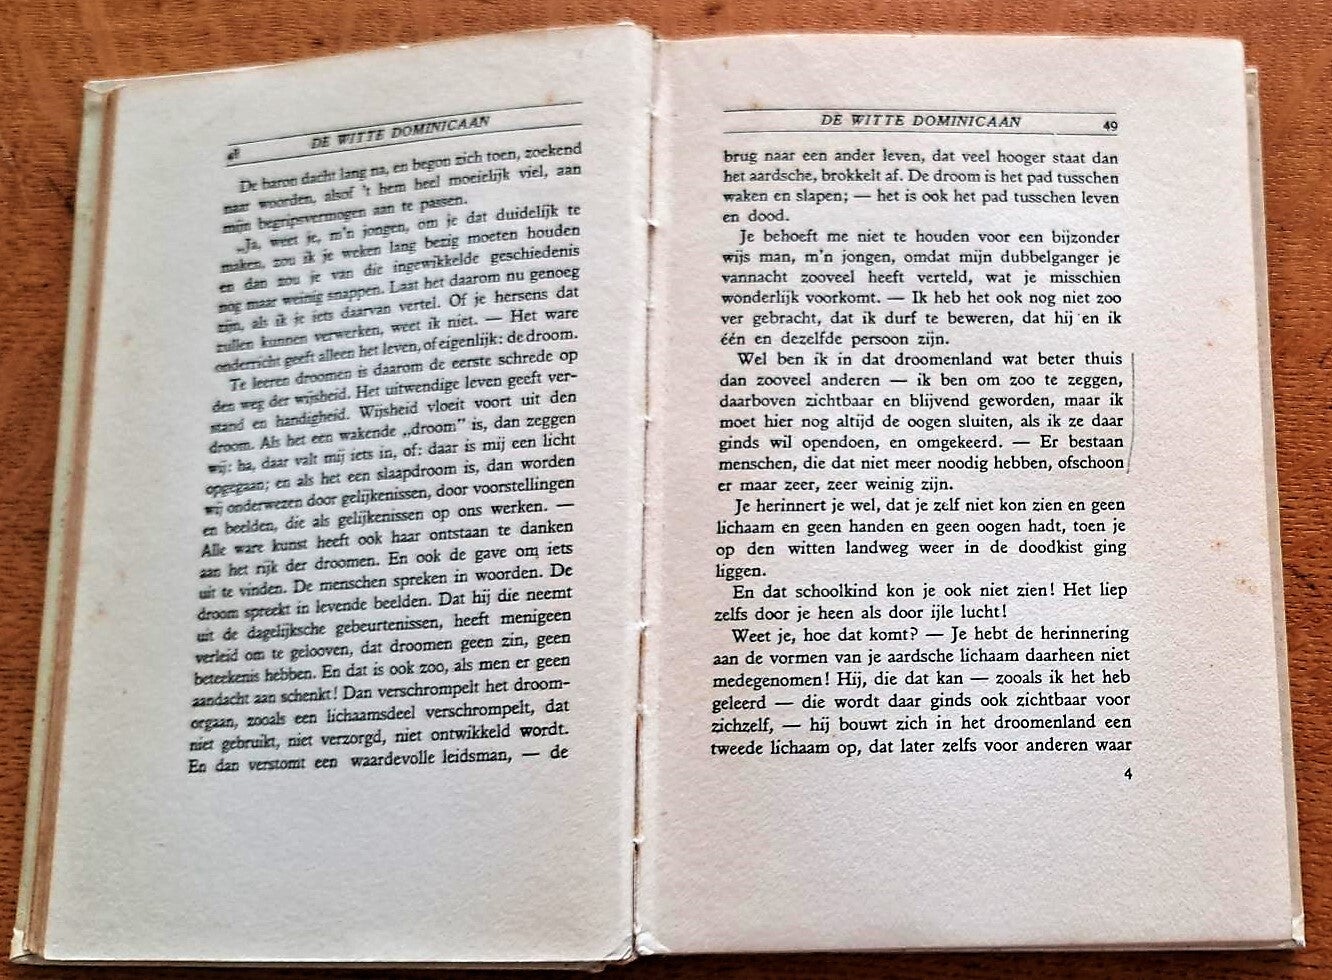 48
DE WITTE DOMINICAAN
De baron dacht lang na, en begon zich toen, zoekend
naar woorden, alsof 't hem heel moeielijk viel, aan
mijn begripsvermogen aan te passen.
„Ja, weet je, m'n jongen, om je dat duidelijk te
maken, zou ik je weken lang bezig moeten houden
en dan zou je van die ingewikkelde geschiedenis
nog maar weinig snappen. Laat het daarom nu genoeg
zijn, als ik je iets daarvan vertel. Of je hersens dat
zullen kunnen verwerken, weet ik niet. — Het ware
onderricht geeft alleen het leven, of eigenlijk: de droom.
Te leeren droomen is daarom de eerste schrede op
den weg der wijsheid. Het uitwendige leven geeft ver-
stand en handigheid. Wijsheid vloeit voort uit den
droom. Als het een wakende „droom” is, dan zeggen
wij: ha, daar valt mij iets in, of: daar is mij een licht
opgegaan; en als het een slaapdroom is, dan worden
wij onderwezen door gelijkenissen, door voorstellingen
en beelden, die als gelijkenissen op ons werken. —
Alle ware kunst heeft ook haar ontstaan te danken
aan het rijk der droomen. En ook de gave om iets
uit te vinden. De menschen spreken in woorden. De
droom spreekt in levende beelden. Dat hij die neemt
uit de dagelijksche gebeurtenissen, heeft menigeen
verleid om te gelooven, dat droomen geen zin, geen
beteekenis hebben. En dat is ook zoo, als men er geen
aandacht aan schenkt! Dan verschrompelt het droom-
orgaan, zooals een lichaamsdeel verschrompelt, dat
niet gebruikt, niet verzorgd, niet ontwikkeld wordt.
En dan verstomt een waardevolle leidsman, — de
DE WITTE DOMINICAAN
49
brug naar een ander leven, dat veel hooger staat dan
het aardsche, brokkelt af. De droom is het pad tusschen
waken en slapen; — het is ook het pad tusschen leven
en dood.
Je behoeft me niet te houden voor een bijzonder
wijs man, m'n jongen, omdat mijn dubbelganger je
vannacht zooveel heeft verteld, wat je misschien
wonderlijk voorkomt. — Ik heb het ook nog niet zoo
ver gebracht, dat ik durf te beweren, dat hij en ik
één en dezelfde persoon zijn.
Wel ben ik in dat droomenland wat beter thuis
dan zooveel anderen — ik ben om zoo te zeggen,
daarboven zichtbaar en blijvend geworden, maar ik
moet hier nog altijd de oogen sluiten, als ik ze daar
ginds wil opendoen, en omgekeerd. — Er bestaan
menschen, die dat niet meer noodig hebben, ofschoon
er maar zeer, zeer weinig zijn.
Je herinnert je wel, dat je zelf niet kon zien en geen
lichaam en geen handen en geen oogen hadt, toen je
op den witten landweg weer in de doodkist ging
liggen.
En dat schoolkind kon je ook niet zien! Het liep
zelfs door je heen als door ijle lucht!
Weet je, hoe dat komt? — Je hebt de herinnering
aan de vormen van je aardsche lichaam daarheen niet
medegenomen! Hij, die dat kan — zooals ik het heb
geleerd — die wordt daar ginds ook zichtbaar voor
zichzelf, — hij bouwt zich in het droomenland een
tweede lichaam op, dat later zelfs voor anderen waar
4